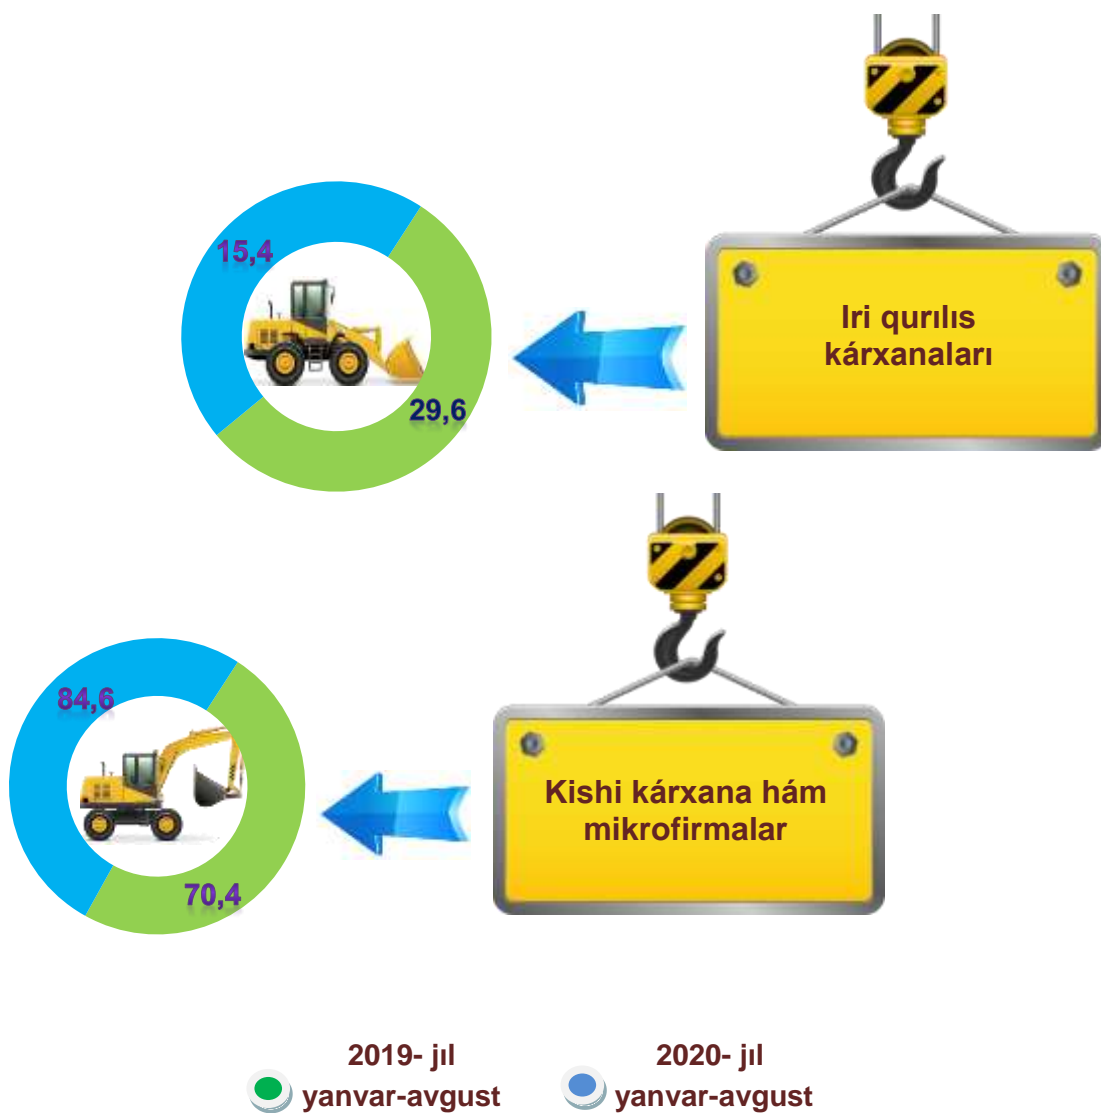 15,4
29,6
Iri qurılıs
kárxanaları
84,6
70,4
Kishi kárxana hám
mikrofirmalar
2019- jıl
yanvar-avgust
2020- jıl
yanvar-avgust